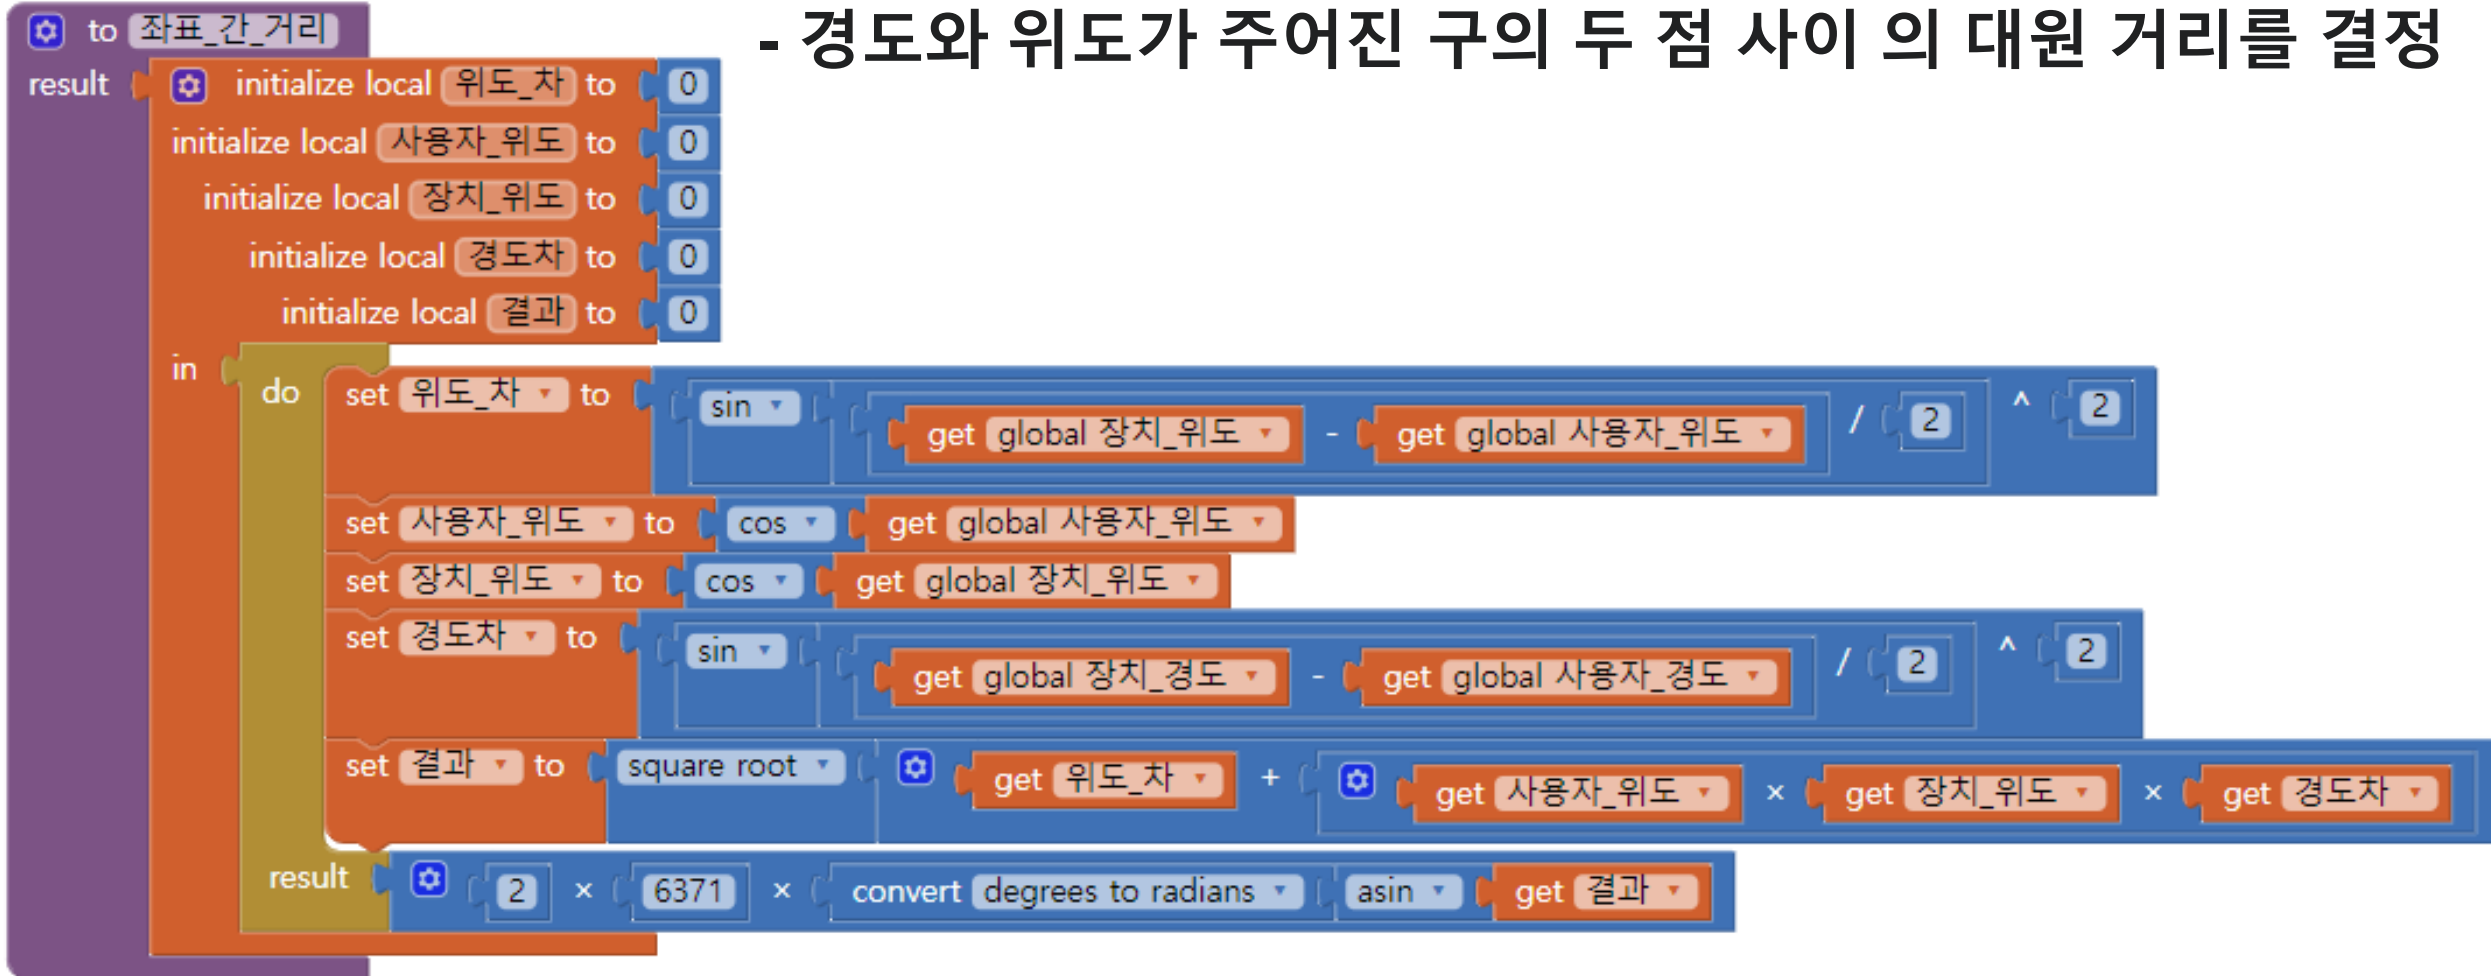 - 경도와 위도가 주어진 구의 두 점 사이 의 대원 거리를 결정
to 좌표_간_거리
result initialize local 위도_차 to 0
initialize local 사용자_위도 to 0
initialize local 장치_위도 to 0
initialize local 경도차 to 0
initialize local 결과 to 0
in
do set 위도_차 to sin get global 장치_위도 - get global 사용자_위도 / 2 ^ 2
set 사용자_위도 to cos get global 사용자_위도
set 장치_위도 to cos get global 장치_위도
set 경도차 to sin get global 장치_경도 - get global 사용자_경도 / 2 ^ 2
set 결과 to square root get 위도_차 + get 사용자_위도 × get 장치_위도 × get 경도차
result 2 × 6371 × convert degrees to radians asin get 결과